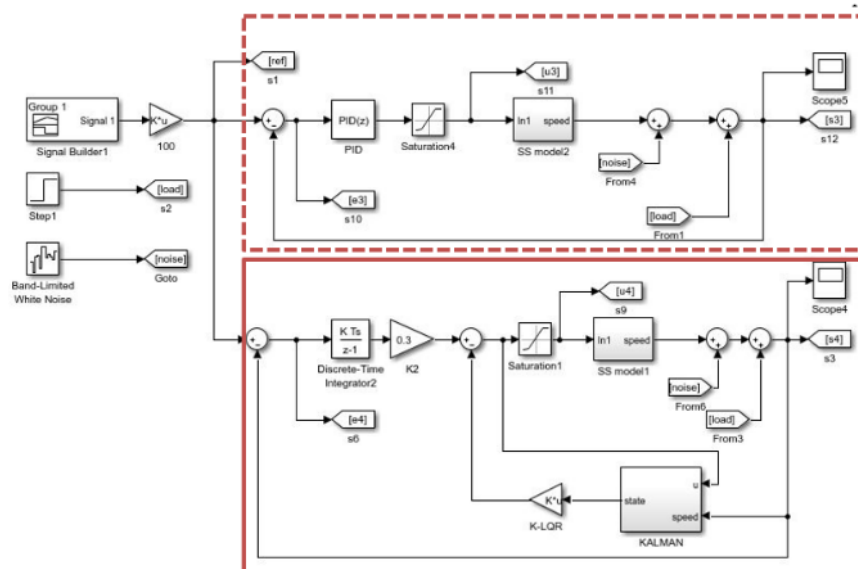 [ref]
s1
[u3]
s11
Scope5
Group 1
Signal 1
Signal Builder1
K*u
100
PID(z)
PID
Saturation4
In1 speed
SS model2
[s3]
s12
[noise]
From4
[load]
From1
Step1
[load]
s2
[e3]
s10
Band-Limited
White Noise
[noise]
Goto
Scope4
[u4]
s9
K Ts
z-1
Discrete-Time
Integrator2
0.3
K2
Saturation1
In1 speed
SS model1
[s4]
s3
[noise]
From6
[load]
From3
[e4]
s6
K*u
K-LQR
u
state
speed
KALMAN